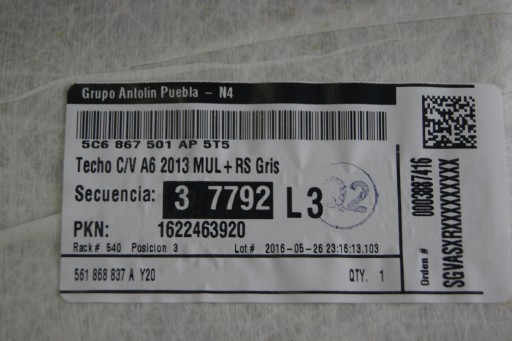 Grupo Antolin Puebla - N4
5C6 867 501 AP 5T5
Techo C/V A6 2013 MUL+RS Gris
Secuencia: 3 7792 L3
PKN: 1622463920
Rack # 540 Posicion 3 Lot # 2016-05-26 23:16:13.103
561 868 837 A Y20 QTY. 1
Orden # 0003887416
SGVASXRXXXXXXXXX